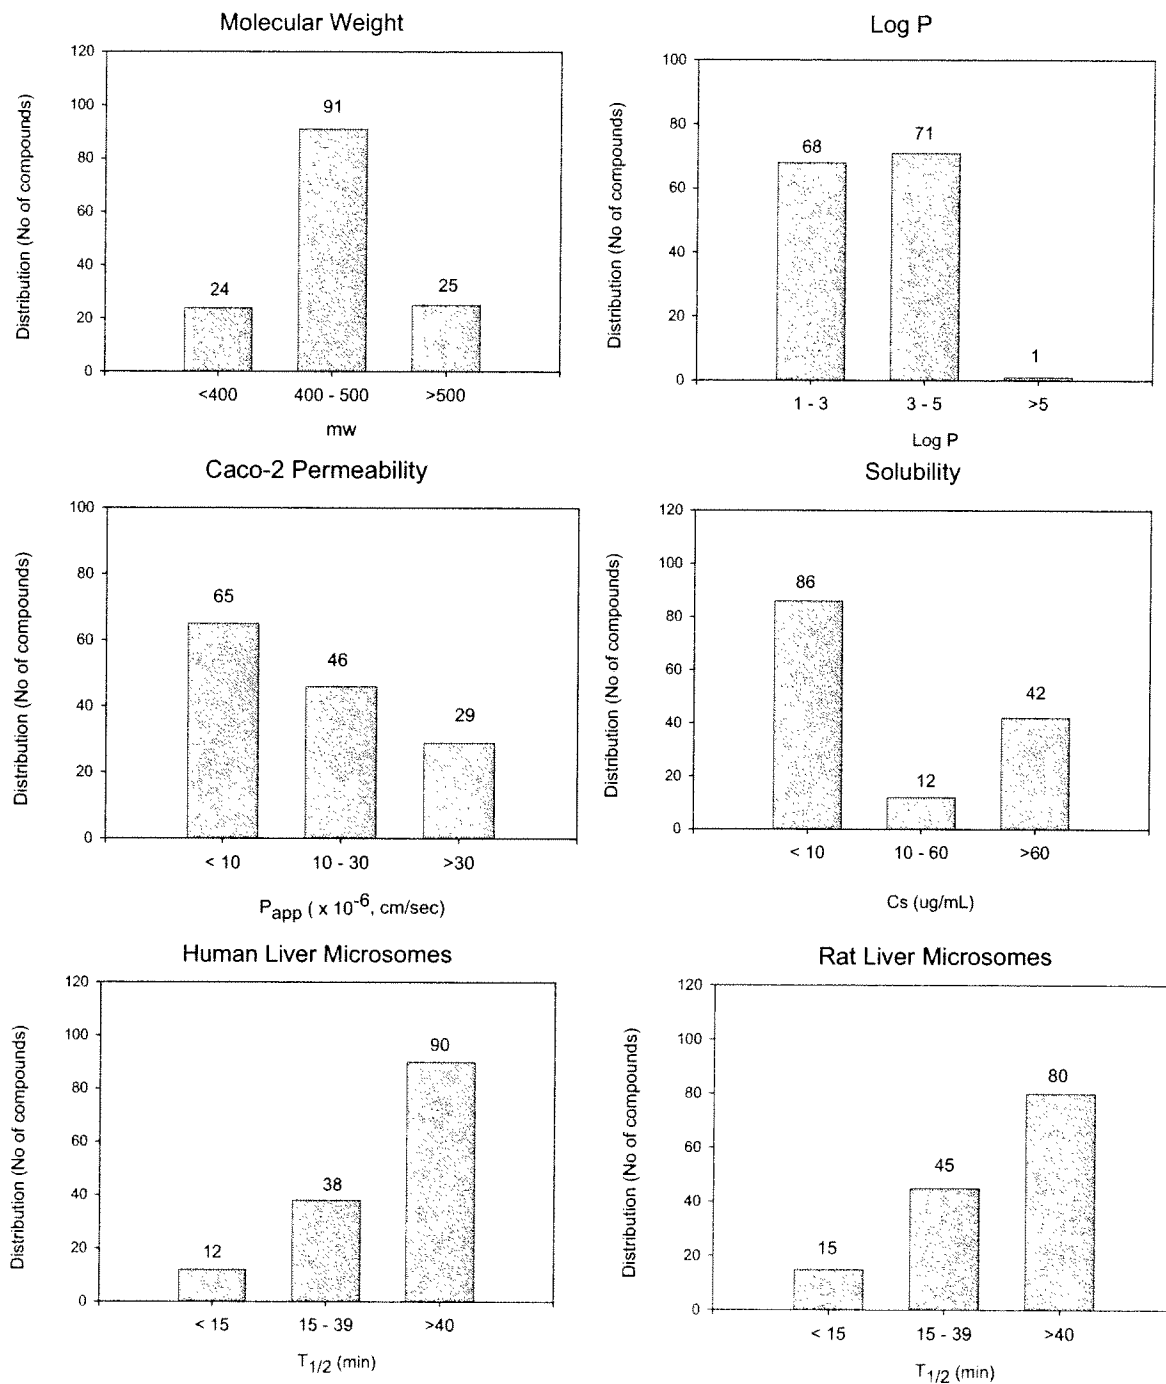 Molecular Weight
Distribution (No of compounds)
120
100
80
60
40
20
0
24
91
25
<400 400 - 500 >500
mw
Log P
Distribution (No of compounds)
100
80
60
40
20
0
68
71
1
1 - 3 3 - 5 >5
Log P
Caco-2 Permeability
Distribution (No of compounds)
100
80
60
40
20
0
65
46
29
< 10 10 - 30 >30
Papp ( x 10-6, cm/sec)
Solubility
Distribution (No of compounds)
120
100
80
60
40
20
0
86
12
42
< 10 10 - 60 >60
Cs (ug/mL)
Human Liver Microsomes
Distribution (No of compounds)
120
100
80
60
40
20
0
12
38
90
< 15 15 - 39 >40
T1/2 (min)
Rat Liver Microsomes
Distribution (No of compounds)
120
100
80
60
40
20
0
15
45
80
< 15 15 - 39 >40
T1/2 (min)